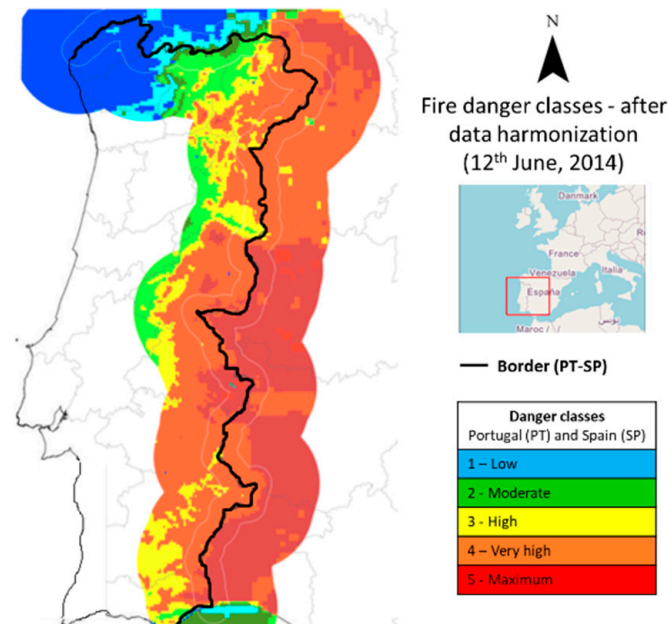 N
Fire danger classes - after
data harmonization
(12th June, 2014)
Danmark
France
Venezuela
Italia
España
تونس
Maroc /
Border (PT-SP)
Danger classes
Portugal (PT) and Spain (SP)
1 – Low
2 - Moderate
3 - High
4 – Very high
5 - Maximum